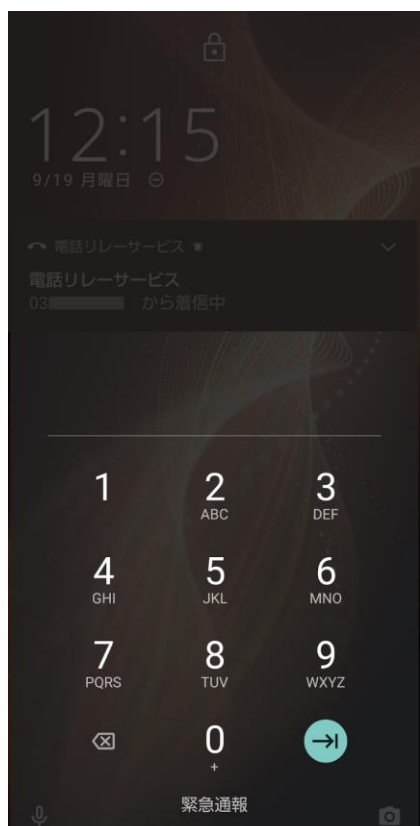 12:15
9/19 月曜日
電話リレーサービス
電話リレーサービス
03 から着信中
1 2 3
ABC DEF
4 5 6
GHI JKL MNO
7 8 9
PQRS TUV WXYZ
0
+
緊急通報